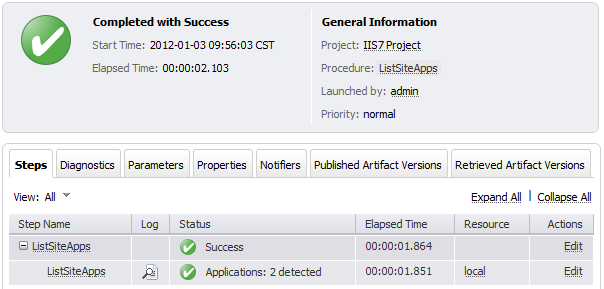 Completed with Success
Start Time: 2012-01-03 09:56:03 CST
Elapsed Time: 00:00:02.103
General Information
Project: IIS7 Project
Procedure: ListSiteApps
Launched by: admin
Priority: normal
Steps Diagnostics Parameters Properties Notifiers Published Artifact Versions Retrieved Artifact Versions
View: All Expand All Collapse All
Step Name Log Status Elapsed Time Resource Actions
ListSiteApps Success 00:00:01.864 Edit
ListSiteApps Applications: 2 detected 00:00:01.851 local Edit